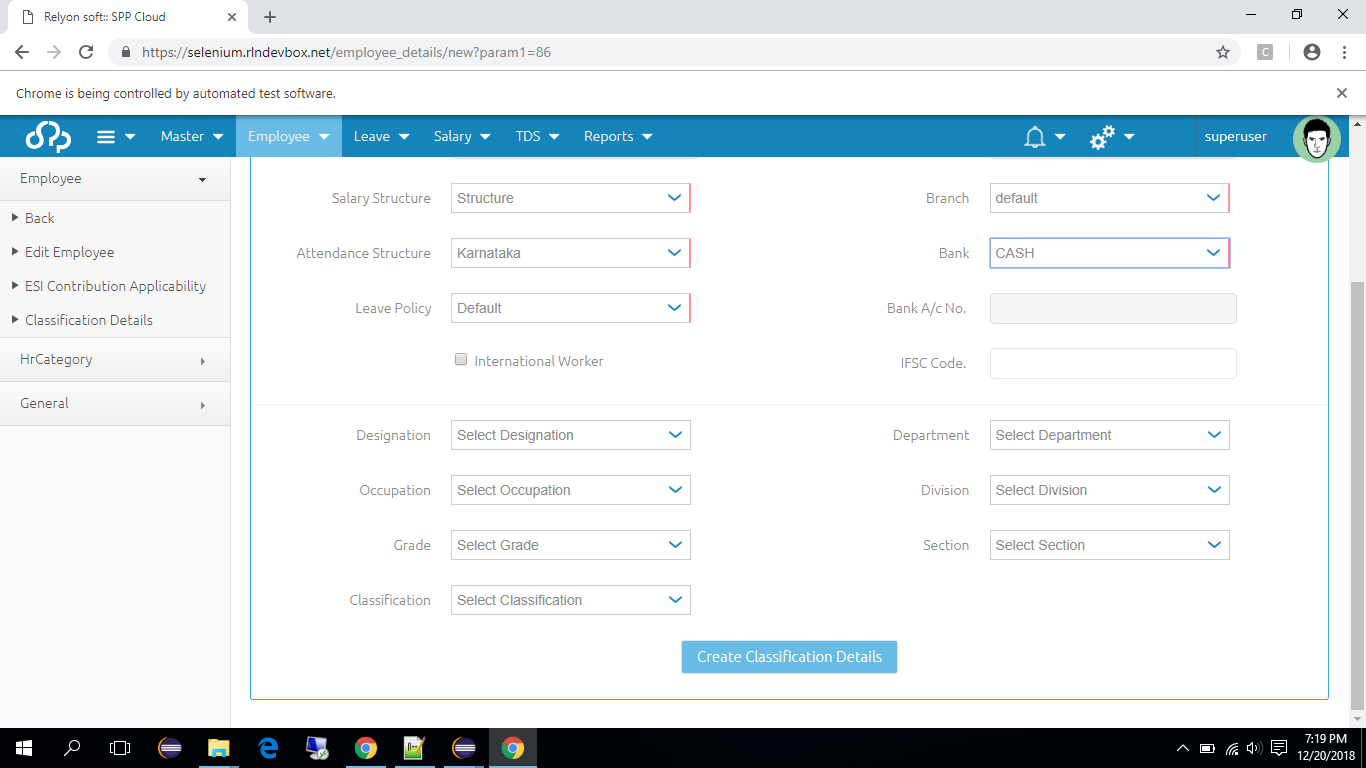 Relyon soft:: SPP Cloud
https://selenium.rlndevbox.net/employee_details/new?param1=86
C
Chrome is being controlled by automated test software.
Spp Master Employee Leave Salary TDS Reports superuser
Employee
Back
Edit Employee
ESI Contribution Applicability
Classification Details
HrCategory
General
Salary Structure Structure Branch default
Attendance Structure Karnataka Bank CASH
Leave Policy Default Bank A/c No.
International Worker IFSC Code.
Designation Select Designation Department Select Department
Occupation Select Occupation Division Select Division
Grade Select Grade Section Select Section
Classification Select Classification
Create Classification Details
7:19 PM
12/20/2018